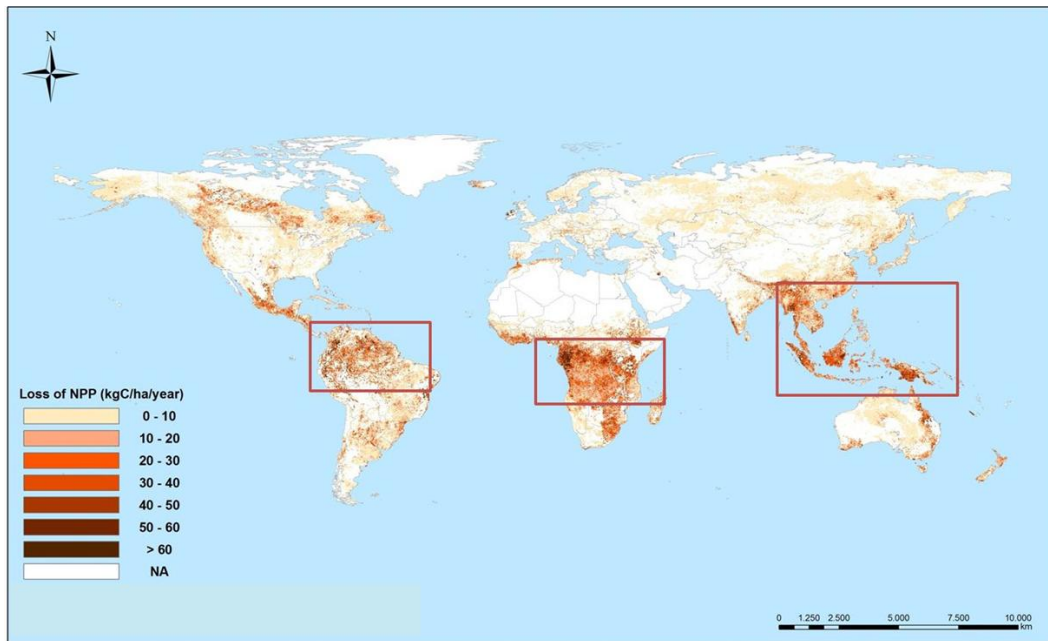 N
Loss of NPP (kgC/ha/year)
0 - 10
10 - 20
20 - 30
30 - 40
40 - 50
50 - 60
> 60
NA
0 1.250 2.500 5.000 7.500 10.000
km